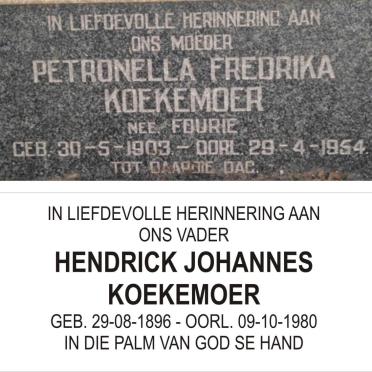 IN LIEFDEVOLLE HERINNERING AAN
ONS MOEDER
PETRONELLA FREDRIKA
KOEKEMOER
NEE FOURIE
GEB. 30-5-1903 - OORL. 29-4-1954
TOT DAARDIE DAG.
IN LIEFDEVOLLE HERINNERING AAN
ONS VADER
HENDRICK JOHANNES
KOEKEMOER
GEB. 29-08-1896 - OORL. 09-10-1980
IN DIE PALM VAN GOD SE HAND